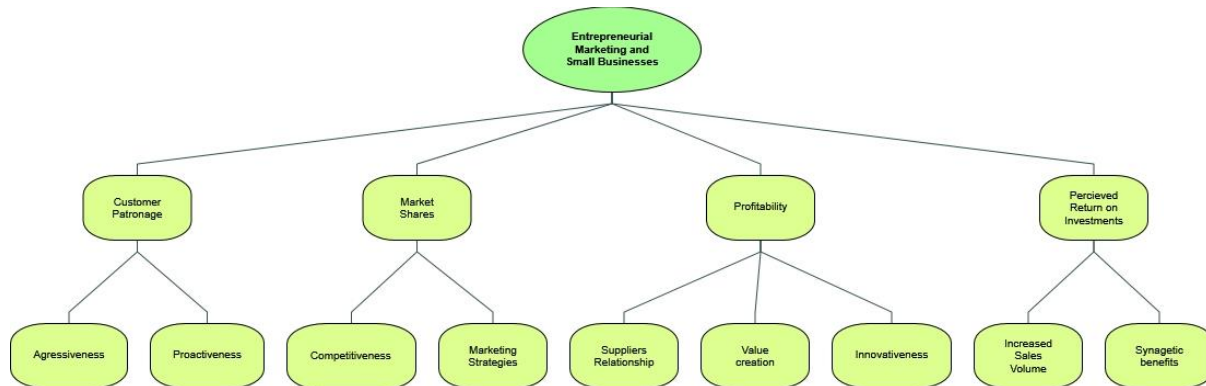 Entrepreneurial
Marketing and
Small Businesses
Customer
Patronage
Market
Shares
Profitability
Percieved
Return on
Investments
Agressiveness
Proactiveness
Competitiveness
Marketing
Strategies
Suppliers
Relationship
Value
creation
Innovativeness
Increased
Sales
Volume
Synagetic
benefits